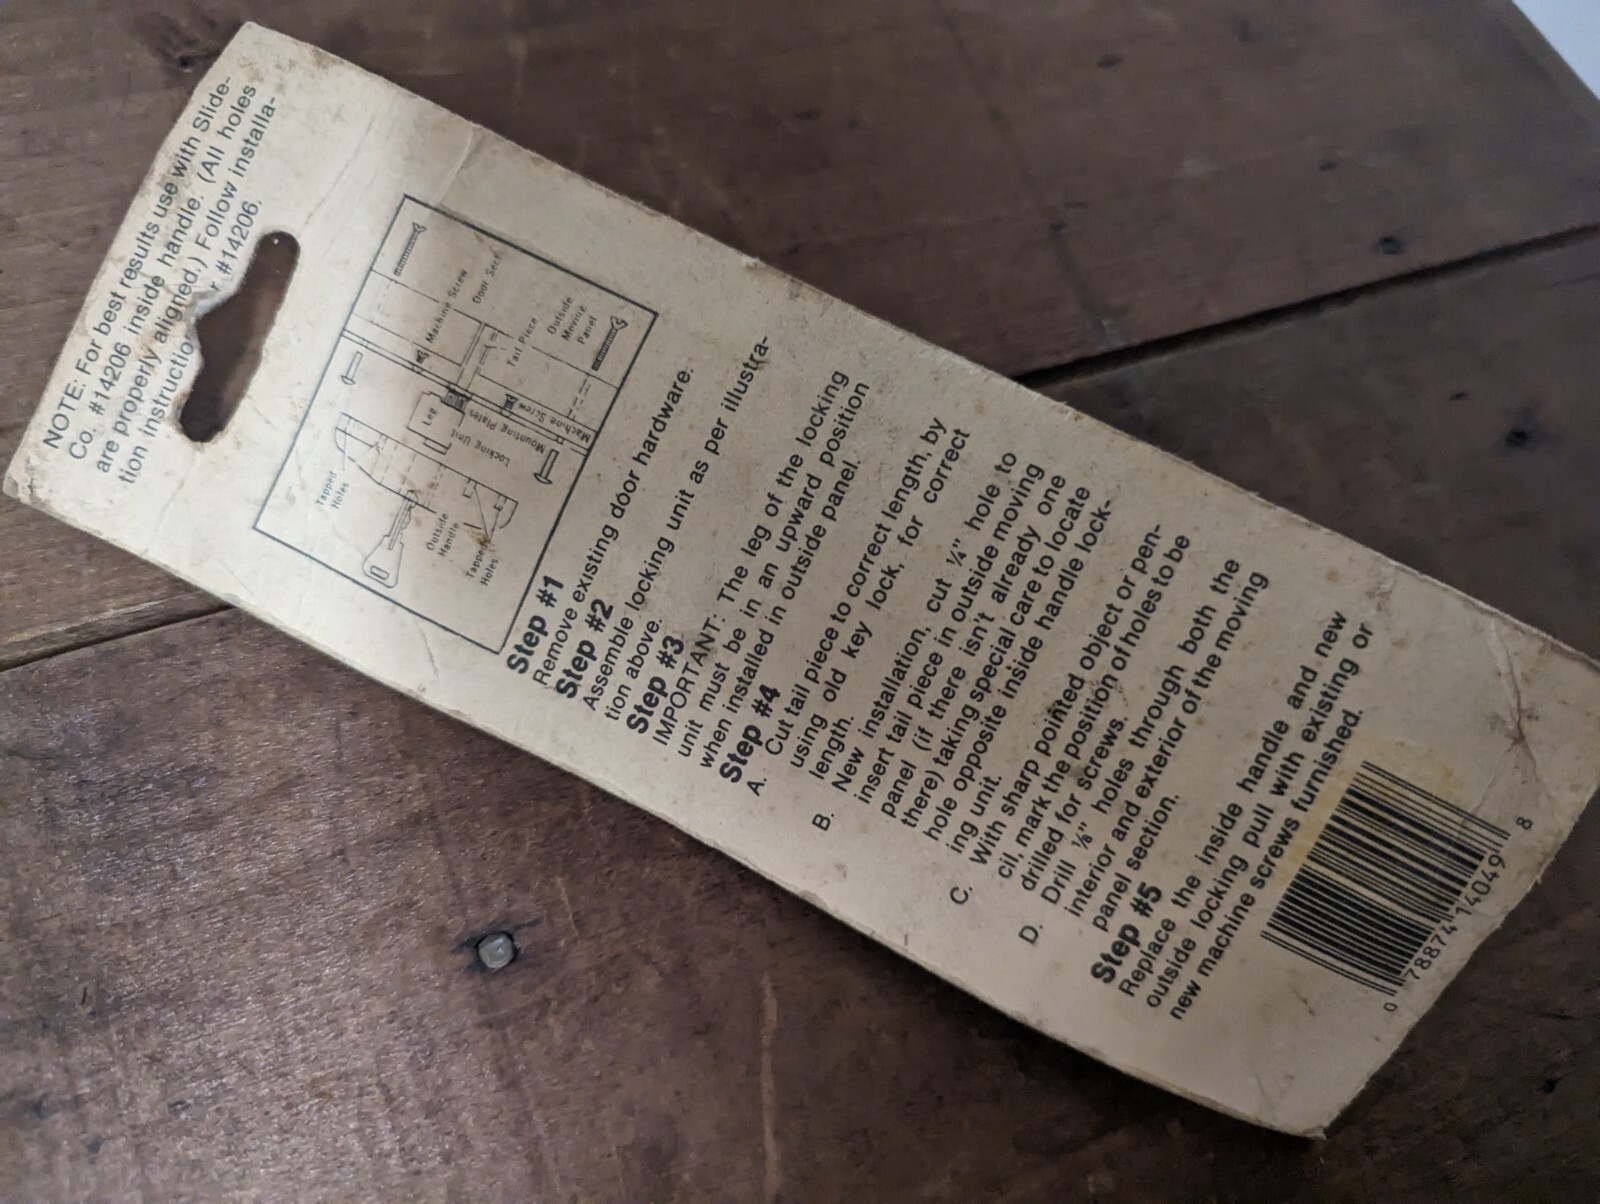 NOTE: For best results use with Slide-
Co. #14206 inside handle. (All holes
are properly aligned.) Follow installa-
tion instruction r #14206.
Machine Screw
Door Sect.
Tail Piece
Outside
Moving
Panel
Leg
Machine Screw
Mounting Plates
Locking Unit
Tapped
Holes
Outside
Handle
Tapped
Holes
Step #1
Remove existing door hardware.
Step #2
Assemble locking unit as per illustra-
tion above.
Step #3
IMPORTANT: The leg of the locking
unit must be in an upward position
when installed in outside panel.
Step #4
A. Cut tail piece to correct length, by
using old key lock, for correct
length.
B. New installation, cut ¼" hole to
insert tail piece in outside moving
panel (if there isn't already one
there) taking special care to locate
hole opposite inside handle lock-
ing unit.
C. With sharp pointed object or pen-
cil, mark the position of holes to be
drilled for screws.
D. Drill ⅛" holes through both the
interior and exterior of the moving
panel section.
Step #5
Replace the inside handle and new
outside locking pull with existing or
new machine screws furnished.
0 78874 14049 8